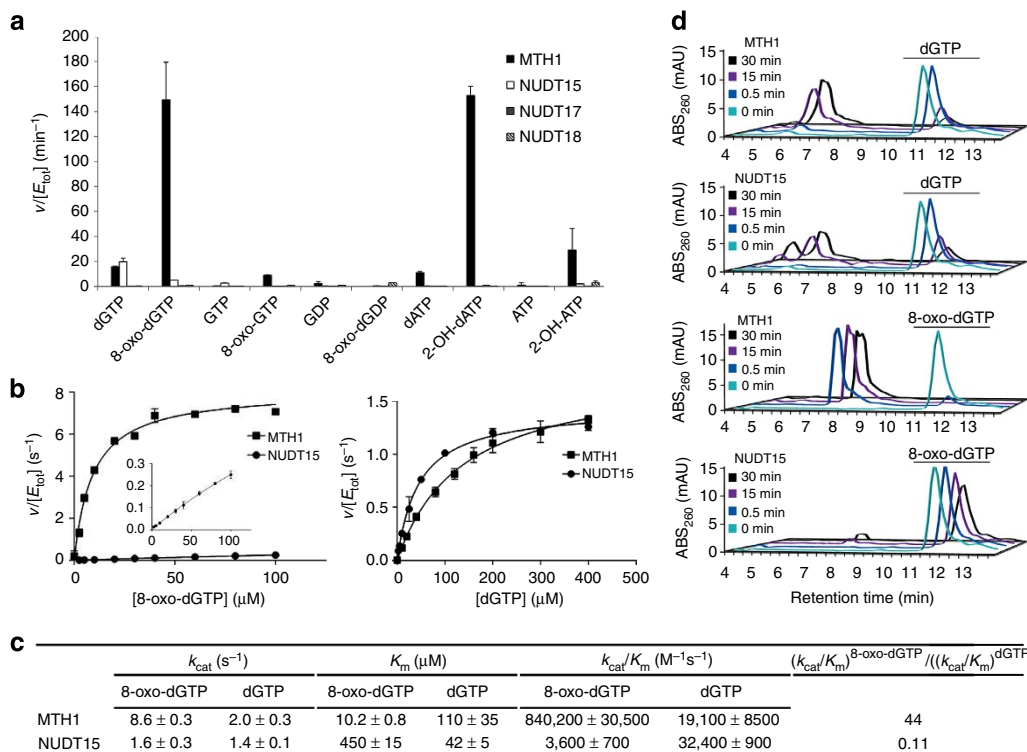 a
v/[E_tot] (min⁻¹)
200
180
160
140
120
100
80
60
40
20
0
MTH1
NUDT15
NUDT17
NUDT18
dGTP
8-oxo-dGTP
GTP
8-oxo-GTP
GDP
8-oxo-dGDP
dATP
2-OH-dATP
ATP
2-OH-ATP
b
v/[E_tot] (s⁻¹)
8
6
4
2
0
MTH1
NUDT15
0.3
0.2
0.1
0.0
0 50 100
0 50 100
[8-oxo-dGTP] (μM)
v/[E_tot] (s⁻¹)
1.5
1.0
0.5
0.0
MTH1
NUDT15
0 100 200 300 400 500
[dGTP] (μM)
d
ABS₂₆₀ (mAU)
15
10
5
0
MTH1
30 min
15 min
0.5 min
0 min
dGTP
4 5 6 7 8 9 10 11 12 13
ABS₂₆₀ (mAU)
15
10
5
0
NUDT15
30 min
15 min
0.5 min
0 min
dGTP
4 5 6 7 8 9 10 11 12 13
ABS₂₆₀ (mAU)
15
10
5
0
MTH1
30 min
15 min
0.5 min
0 min
8-oxo-dGTP
4 5 6 7 8 9 10 11 12 13
ABS₂₆₀ (mAU)
15
10
5
0
NUDT15
30 min
15 min
0.5 min
0 min
8-oxo-dGTP
4 5 6 7 8 9 10 11 12 13
Retention time (min)
c
k_cat (s⁻¹) K_m (μM) k_cat/K_m (M⁻¹s⁻¹) (k_cat/K_m)^8-oxo-dGTP /((k_cat/K_m)^dGTP
8-oxo-dGTP dGTP 8-oxo-dGTP dGTP 8-oxo-dGTP dGTP
MTH1 8.6 ± 0.3 2.0 ± 0.3 10.2 ± 0.8 110 ± 35 840,200 ± 30,500 19,100 ± 8500 44
NUDT15 1.6 ± 0.3 1.4 ± 0.1 450 ± 15 42 ± 5 3,600 ± 700 32,400 ± 900 0.11